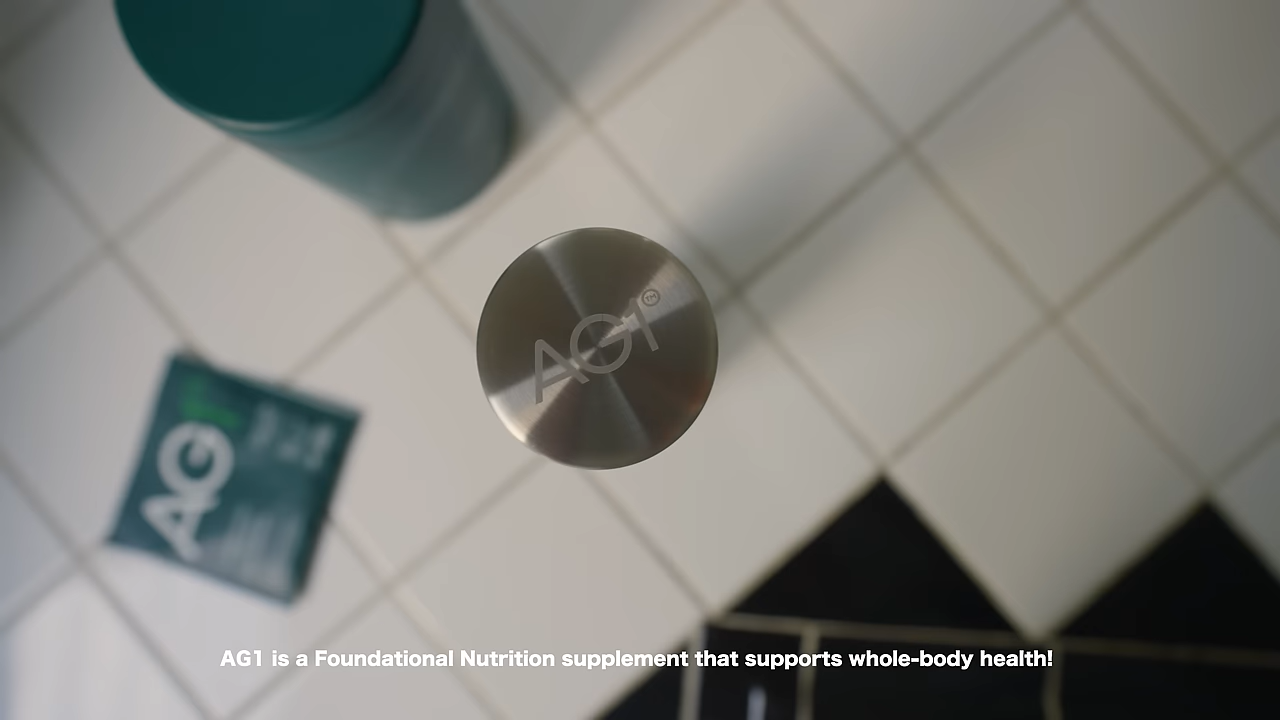 AG1™
AG1
AG1 is a Foundational Nutrition supplement that supports whole-body health!